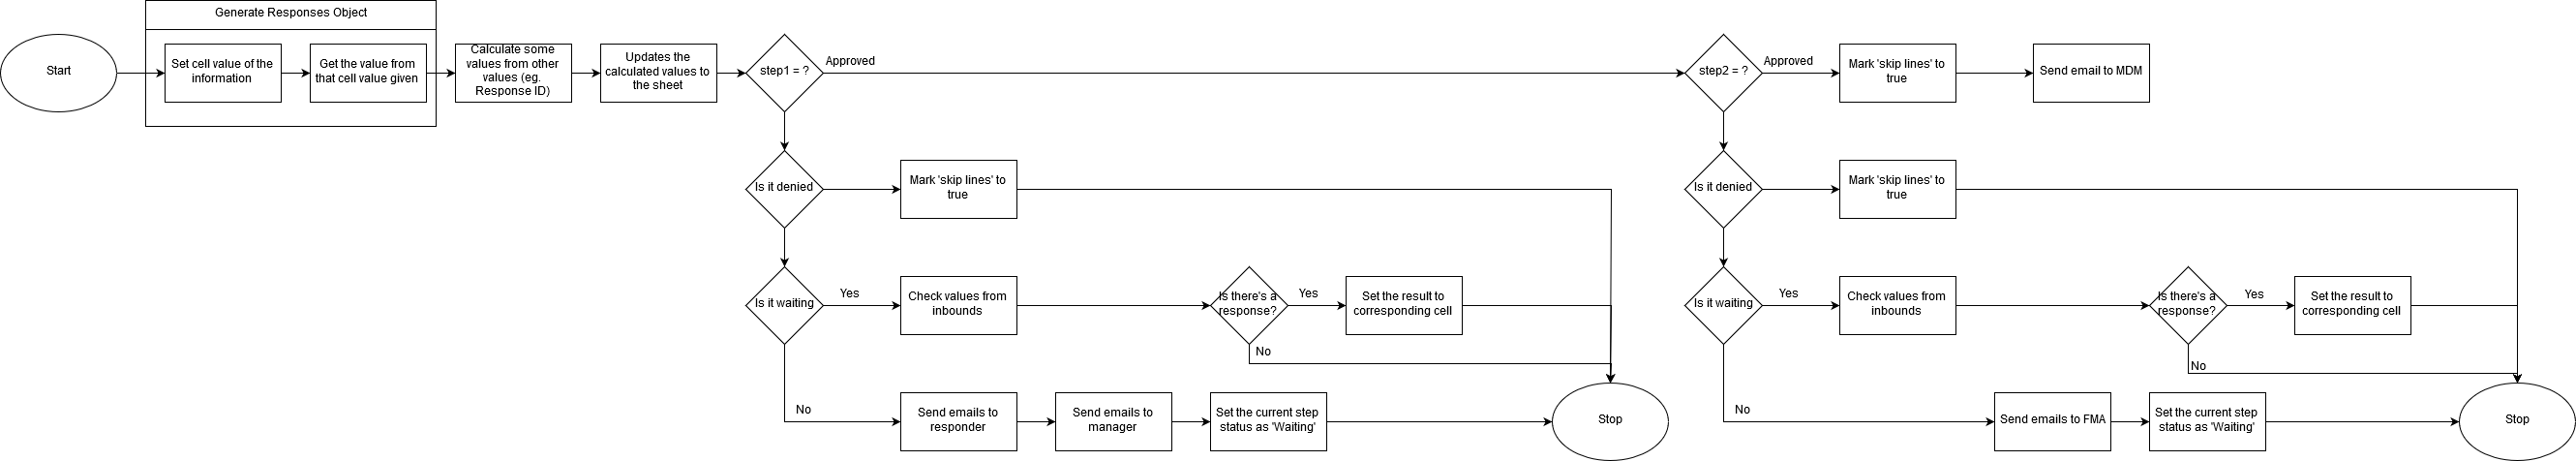 Generate Responses Object
Start
Set cell value of the
information
Get the value from
that cell value given
Calculate some
values from other
values (eg.
Response ID)
Updates the
calculated values to
the sheet
step1 = ?
Approved
step2 = ?
Approved
Mark 'skip lines' to
true
Send email to MDM
Is it denied
Mark 'skip lines' to
true
Is it denied
Mark 'skip lines' to
true
Is it waiting
Yes
Check values from
inbounds
Is there's a
response?
Yes
Set the result to
corresponding cell
No
Is it waiting
Yes
Check values from
inbounds
Is there's a
response?
Yes
Set the result to
corresponding cell
No
No
Send emails to
responder
Send emails to
manager
Set the current step
status as 'Waiting'
Stop
No
Send emails to FMA
Set the current step
status as 'Waiting'
Stop